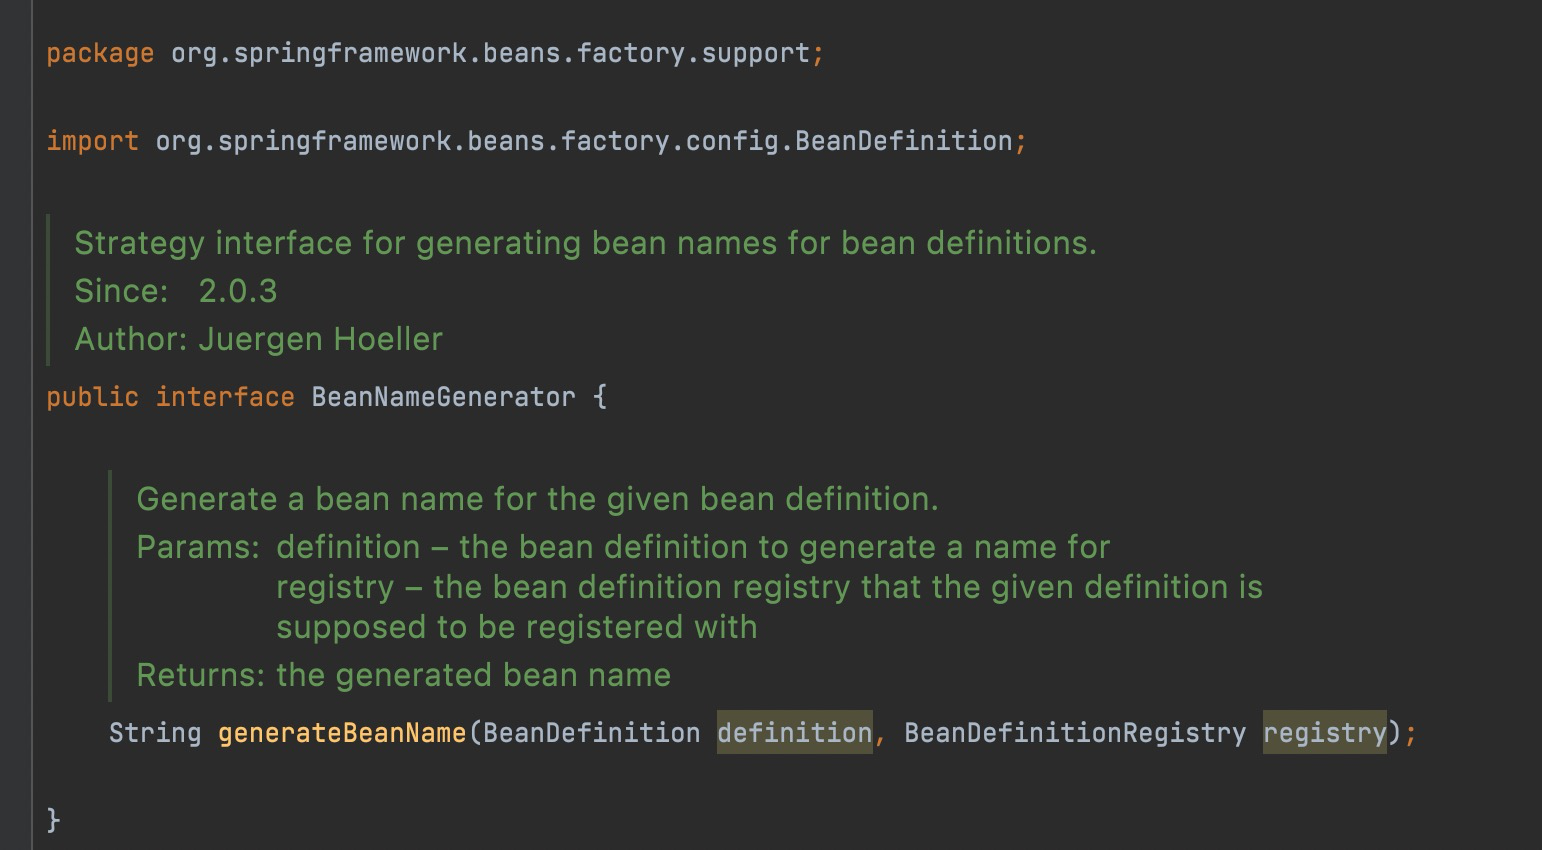 package org.springframework.beans.factory.support;
import org.springframework.beans.factory.config.BeanDefinition;
Strategy interface for generating bean names for bean definitions.
Since: 2.0.3
Author: Juergen Hoeller
public interface BeanNameGenerator {
Generate a bean name for the given bean definition.
Params: definition – the bean definition to generate a name for
registry – the bean definition registry that the given definition is
supposed to be registered with
Returns: the generated bean name
String generateBeanName(BeanDefinition definition, BeanDefinitionRegistry registry);
}